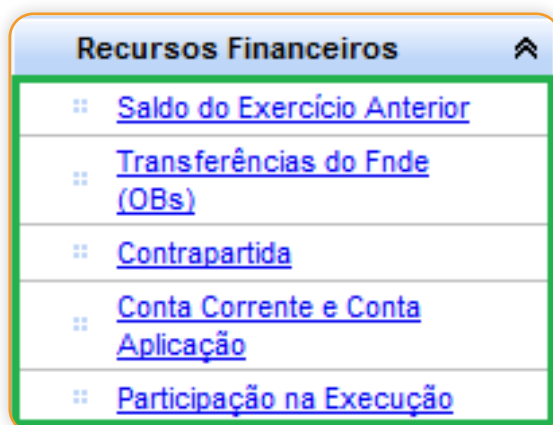 Recursos Financeiros
Saldo do Exercício Anterior
Transferências do Fnde
(OBs)
Contrapartida
Conta Corrente e Conta
Aplicação
Participação na Execução